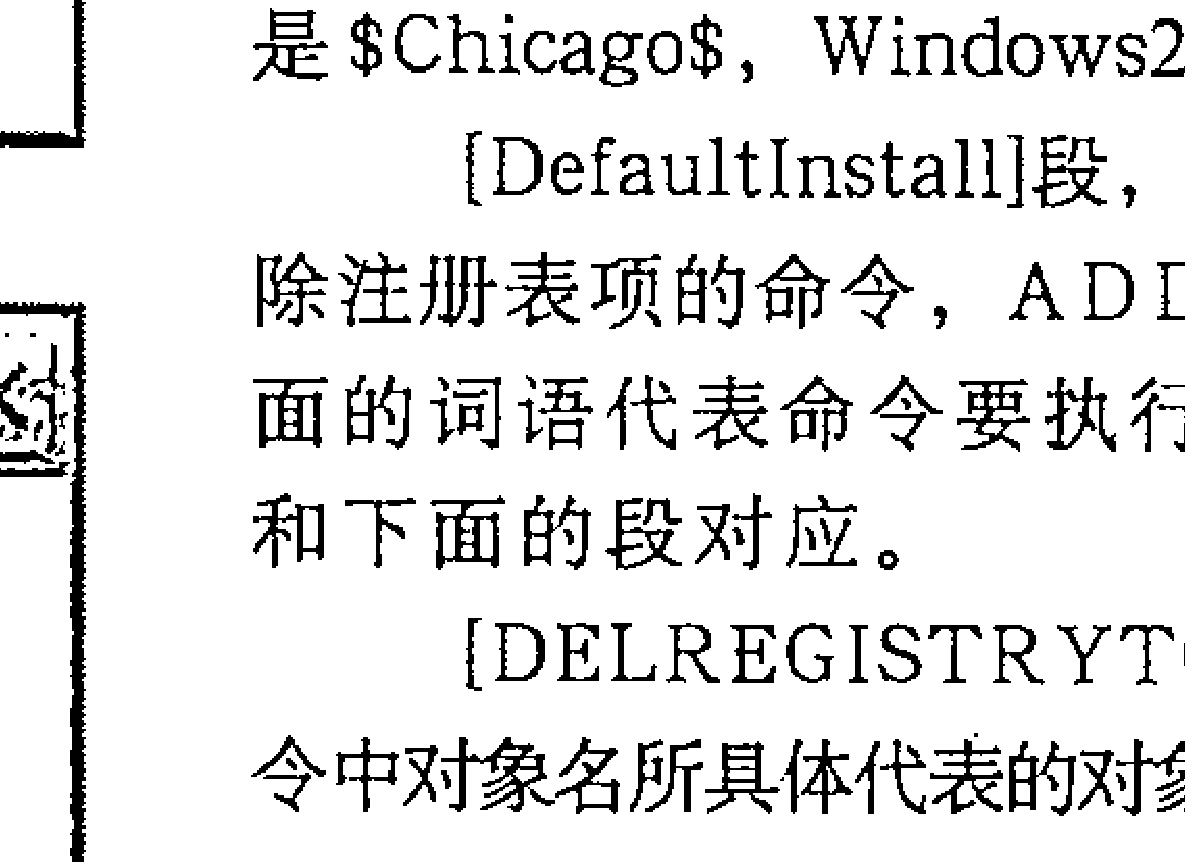 是$Chicago$，Windows2
[DefaultInstall]段，
除注册表项的命令，ADD
面的词语代表命令要执行
和下面的段对应。
[DELREGISTRYT
令中对象名所具体代表的对象